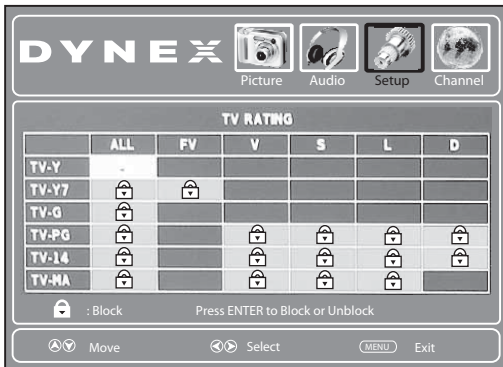 DYNEX
Picture Audio Setup Channel
TV RATING
ALL FV V S L D
TV-Y -
TV-Y7
TV-G
TV-PG
TV-14
TV-MA
: Block Press ENTER to Block or Unblock
Move Select MENU Exit